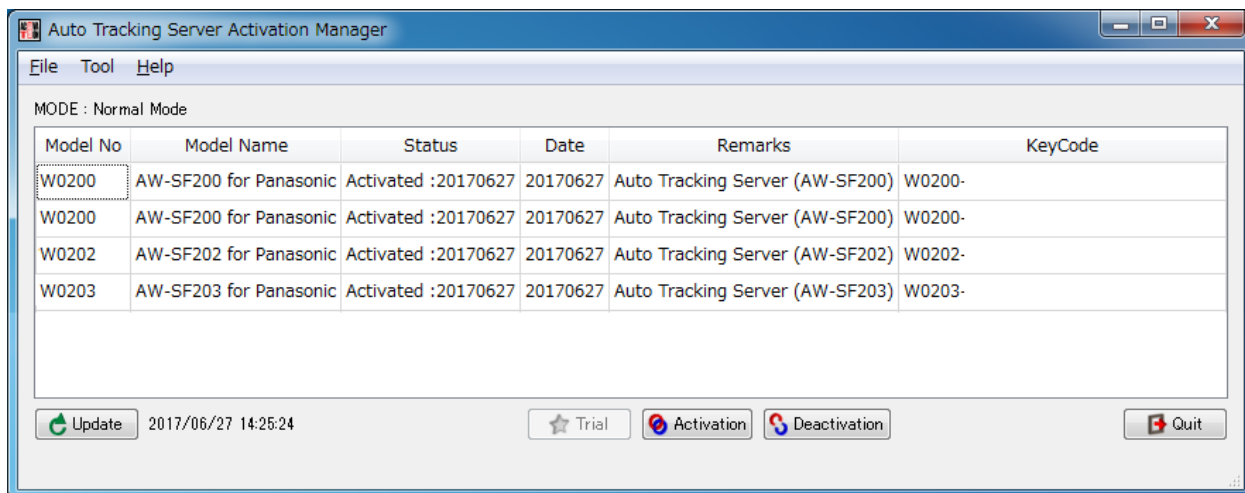 Auto Tracking Server Activation Manager
File Tool Help
MODE : Normal Mode
Model No Model Name Status Date Remarks KeyCode
W0200 AW-SF200 for Panasonic Activated :20170627 20170627 Auto Tracking Server (AW-SF200) W0200-
W0200 AW-SF200 for Panasonic Activated :20170627 20170627 Auto Tracking Server (AW-SF200) W0200-
W0202 AW-SF202 for Panasonic Activated :20170627 20170627 Auto Tracking Server (AW-SF202) W0202-
W0203 AW-SF203 for Panasonic Activated :20170627 20170627 Auto Tracking Server (AW-SF203) W0203-
Update 2017/06/27 14:25:24 Trial Activation Deactivation Quit